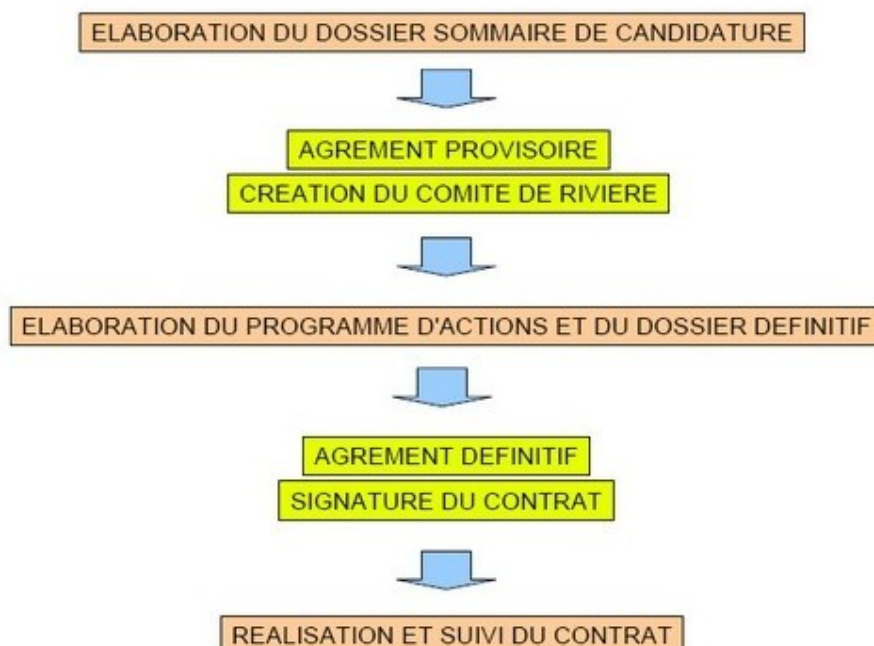 ELABORATION DU DOSSIER SOMMAIRE DE CANDIDATURE
AGREMENT PROVISOIRE
CREATION DU COMITE DE RIVIERE
ELABORATION DU PROGRAMME D'ACTIONS ET DU DOSSIER DEFINITIF
AGREMENT DEFINITIF
SIGNATURE DU CONTRAT
REALISATION ET SUIVI DU CONTRAT